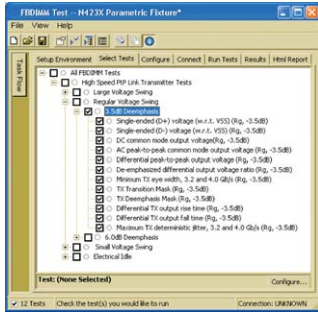 FBDIMM Test -- N423X Parametric Fixture*
File View Help
Setup Environment Select Tests Configure Connect Run Tests Results Html Report
Task Flow
All FBDIMM Tests
High Speed PtP Link Transmitter Tests
Large Voltage Swing
Regular Voltage Swing
3.5dB Deemphasis
Single-ended (D+) voltage (w.r.t. VSS) (Rg, -3.5dB)
Single-ended (D-) voltage (w.r.t. VSS) (Rg, -3.5dB)
DC common mode output voltage(Rg, -3.5dB)
AC peak-to-peak common mode output voltage (Rg, -3.5dB)
Differential peak-to-peak output voltage (Rg, -3.5dB)
De-emphasized differential output voltage ratio (Rg, -3.5dB)
Minimum TX eye width, 3.2 and 4.0 Gb/s (Rg, -3.5dB)
TX Transition Mask (Rg, -3.5dB)
TX Deemphasis Mask (Rg, -3.5dB)
Differential TX output rise time (Rg, -3.5dB)
Differential TX output fall time (Rg, -3.5dB)
Maximum TX deterministic jitter, 3.2 and 4.0 Gb/s (Rg, -3.5dB)
6.0dB Deemphasis
Small Voltage Swing
Electrical Idle
Test: (None Selected)
Configure...
12 Tests Check the test(s) you would like to run Connection: UNKNOWN